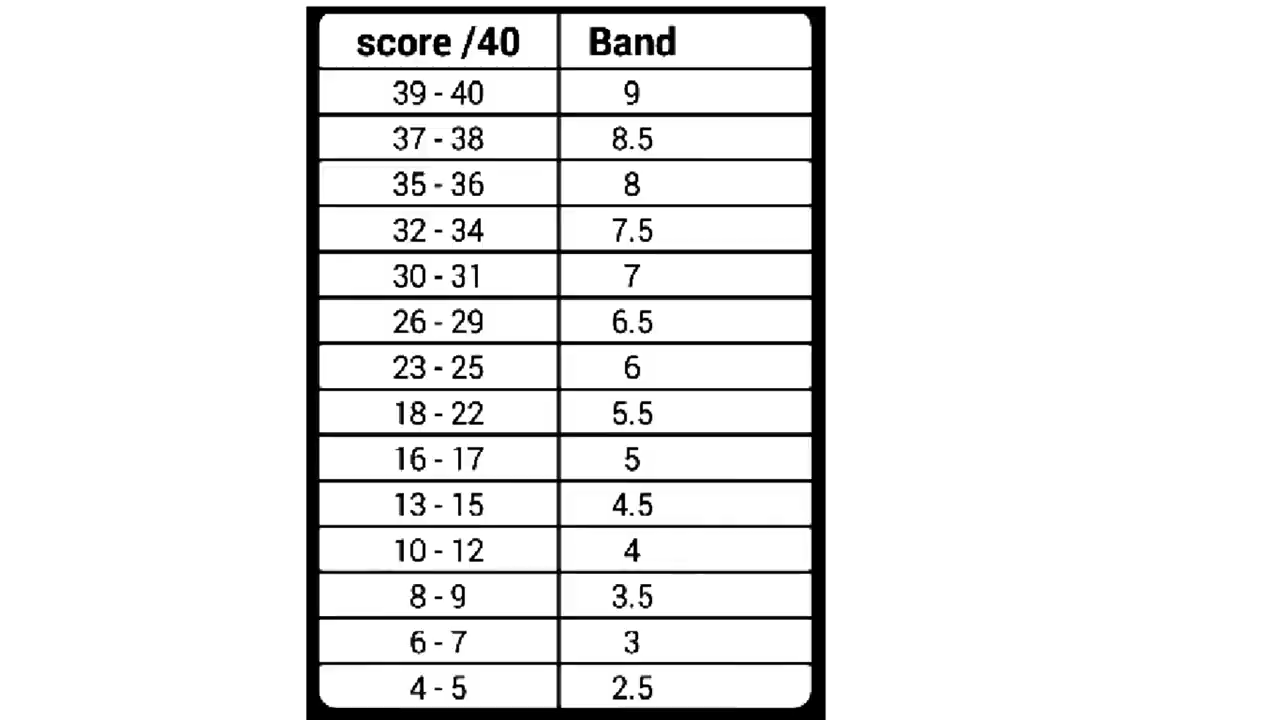 score /40 Band
39 - 40 9
37 - 38 8.5
35 - 36 8
32 - 34 7.5
30 - 31 7
26 - 29 6.5
23 - 25 6
18 - 22 5.5
16 - 17 5
13 - 15 4.5
10 - 12 4
8 - 9 3.5
6 - 7 3
4 - 5 2.5